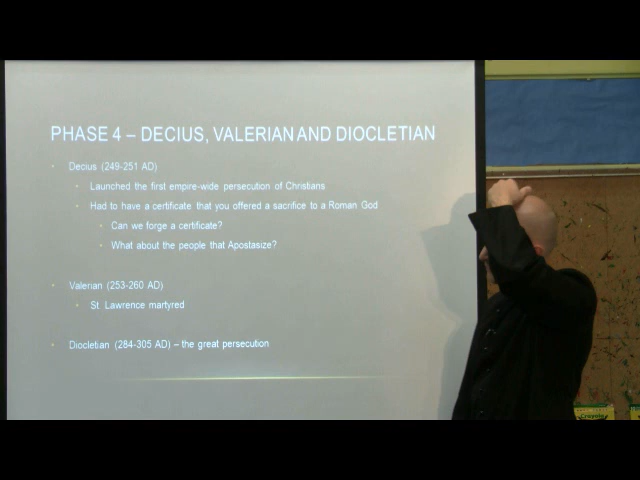 PHASE 4 – DECIUS, VALERIAN AND DIOCLETIAN
Decius (249-251 AD)
Launched the first empire-wide persecution of Christians
Had to have a certificate that you offered a sacrifice to a Roman God
Can we forge a certificate?
What about the people that Apostasize?
Valerian (253-260 AD)
St Lawrence martyred
Diocletian (284-305 AD) – the great persecution
Crayola